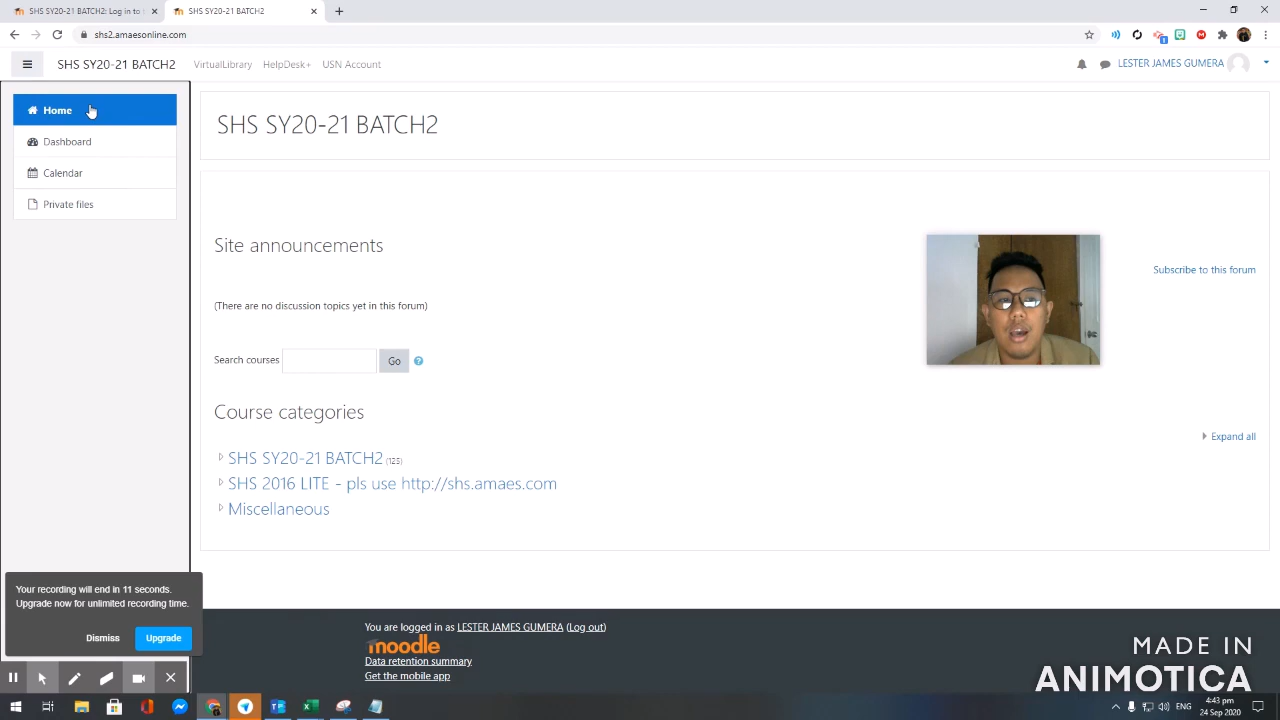 SHS SY20-21 BATCH2: Log in to t
SHS SY20-21 BATCH2
shs2.amaesonline.com
SHS SY20-21 BATCH2
VirtualLibrary
HelpDesk+
USN Account
LESTER JAMES GUMERA
Home
Dashboard
Calendar
Private files
SHS SY20-21 BATCH2
Site announcements
Subscribe to this forum
(There are no discussion topics yet in this forum)
Search courses
Go
Course categories
Expand all
SHS SY20-21 BATCH2 (125)
SHS 2016 LITE - pls use http://shs.amaes.com
Miscellaneous
Your recording will end in 11 seconds.
Upgrade now for unlimited recording time.
Dismiss
Upgrade
You are logged in as LESTER JAMES GUMERA (Log out)
moodle
Data retention summary
Get the mobile app
MADE IN
ANIMOTICA
ENG
4:43 pm
24 Sep 2020